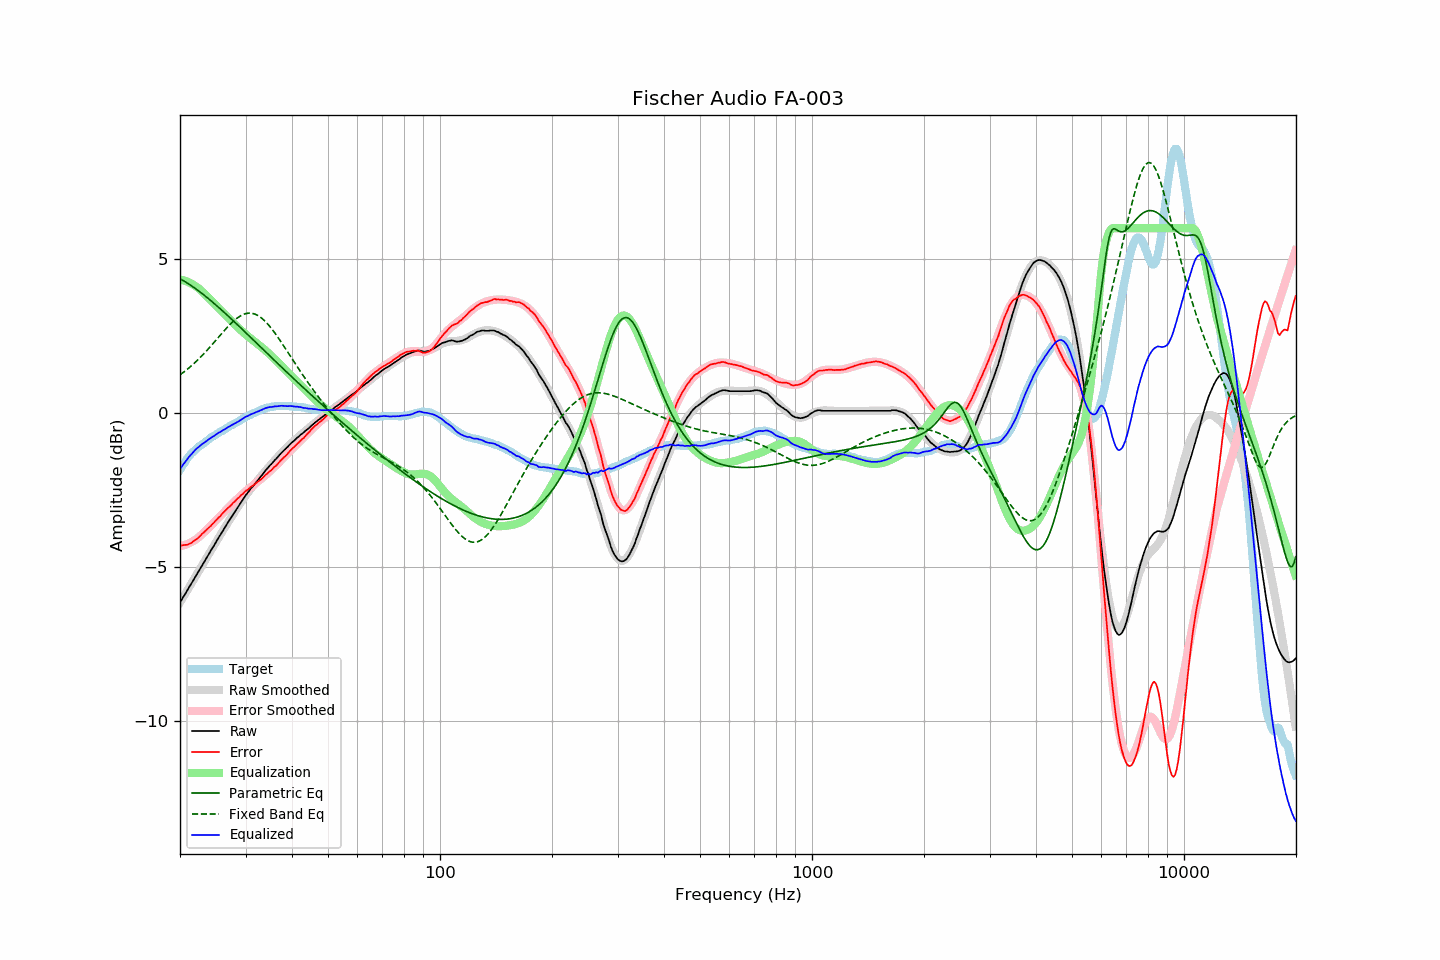 Fischer Audio FA-003
Amplitude (dBr)
5
0
−5
−10
Target
Raw Smoothed
Error Smoothed
Raw
Error
Equalization
Parametric Eq
Fixed Band Eq
Equalized
100
1000
10000
Frequency (Hz)